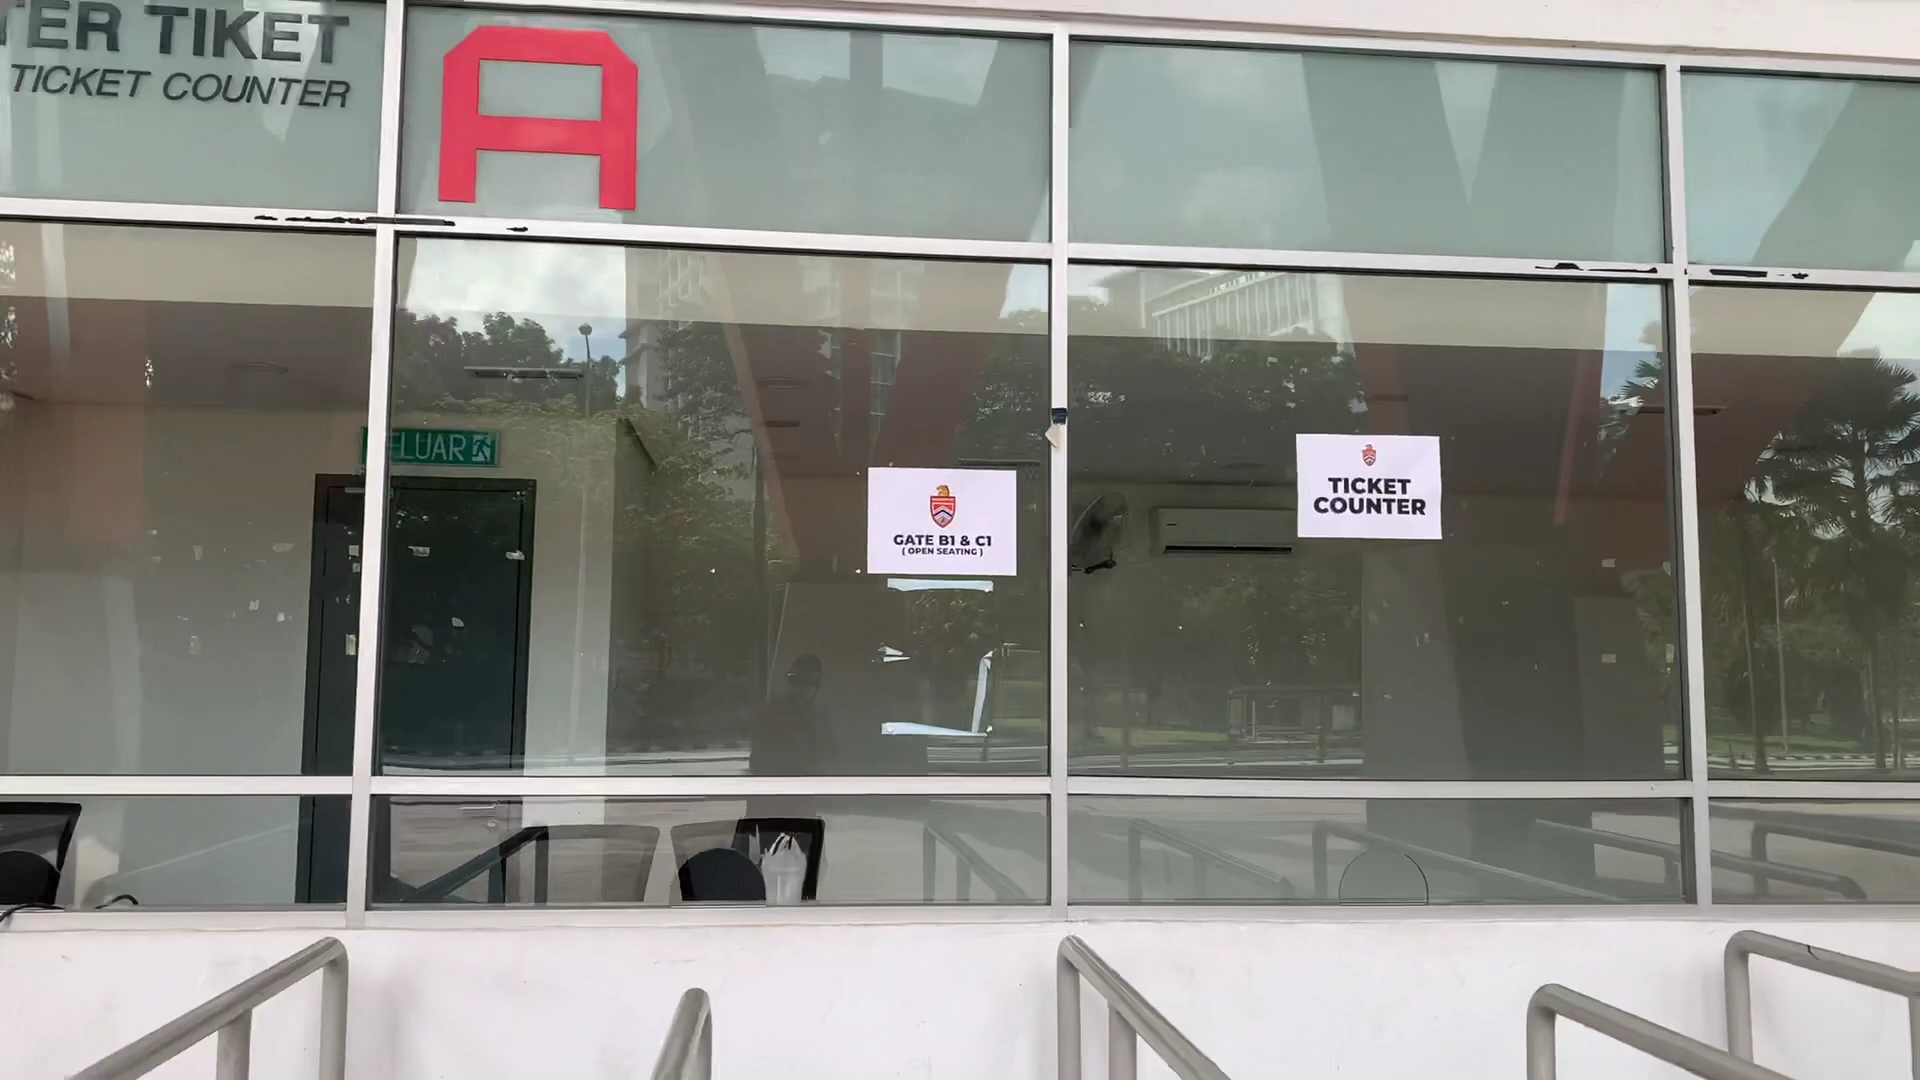 TER TIKET
TICKET COUNTER
A
ELUAR
GATE B1 & C1
( OPEN SEATING )
TICKET
COUNTER